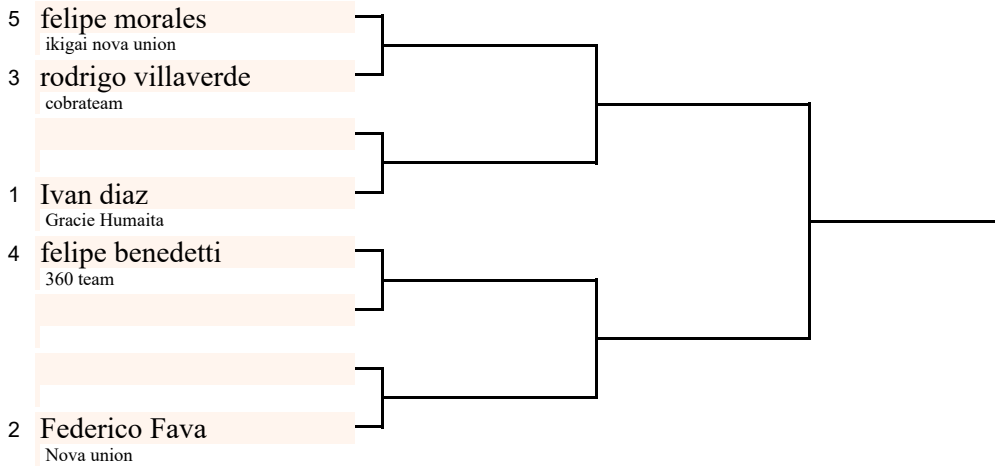 5 felipe morales
ikigai nova union
3 rodrigo villaverde
cobrateam
1 Ivan diaz
Gracie Humaita
4 felipe benedetti
360 team
2 Federico Fava
Nova union